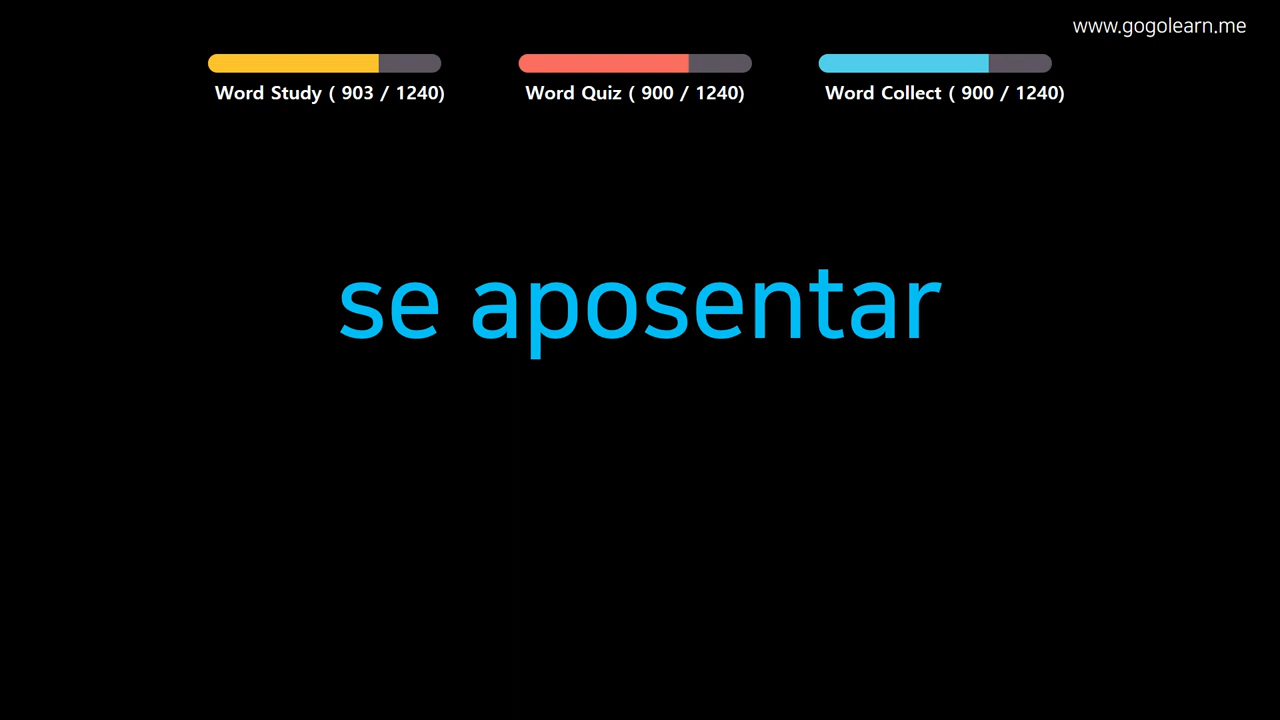 www.gogolearn.me
Word Study ( 903 / 1240)
Word Quiz ( 900 / 1240)
Word Collect ( 900 / 1240)
se aposentar